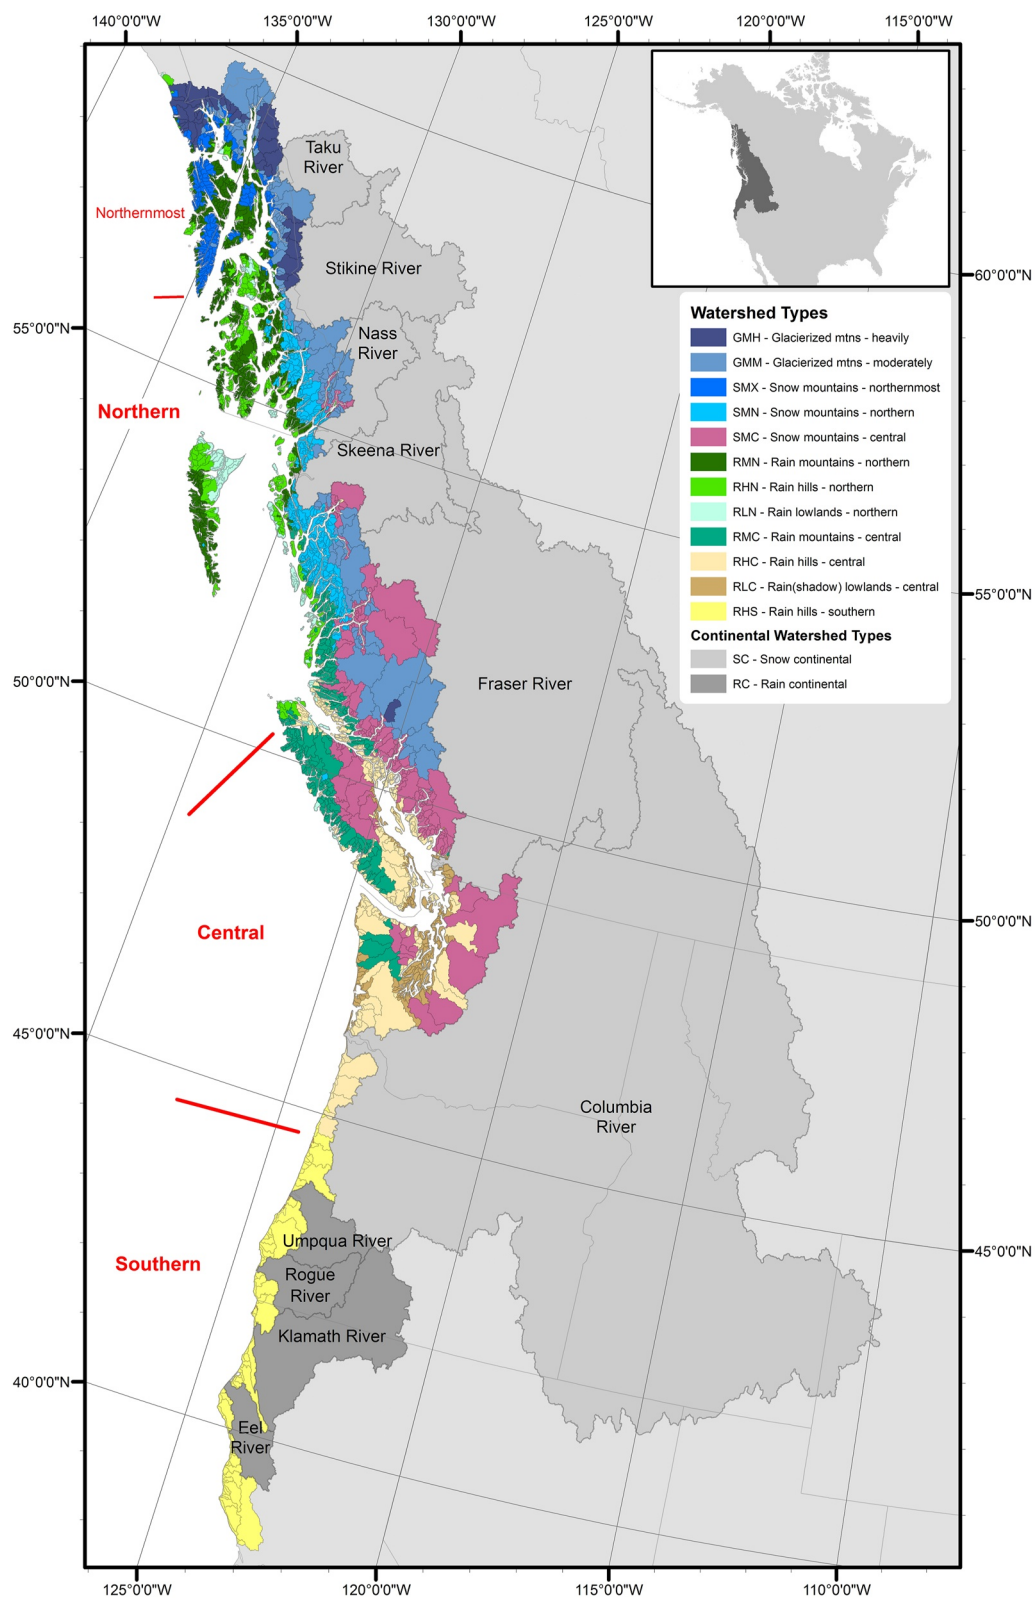 140°0'0"W 135°0'0"W 130°0'0"W 125°0'0"W 120°0'0"W 115°0'0"W
Taku
River
Northernmost
Stikine River
60°0'0"N
Watershed Types
55°0'0"N
Nass
River
GMH - Glacierized mtns - heavily
GMM - Glacierized mtns - moderately
SMX - Snow mountains - northernmost
Northern
SMN - Snow mountains - northern
SMC - Snow mountains - central
Skeena River
RMN - Rain mountains - northern
RHN - Rain hills - northern
RLN - Rain lowlands - northern
RMC - Rain mountains - central
RHC - Rain hills - central
RLC - Rain(shadow) lowlands - central
55°0'0"N
RHS - Rain hills - southern
Continental Watershed Types
SC - Snow continental
50°0'0"N
Fraser River
RC - Rain continental
50°0'0"N
Central
45°0'0"N
Columbia
River
Umpqua River
45°0'0"N
Southern
Rogue
River
Klamath River
40°0'0"N
Eel
River
125°0'0"W 120°0'0"W 115°0'0"W 110°0'0"W